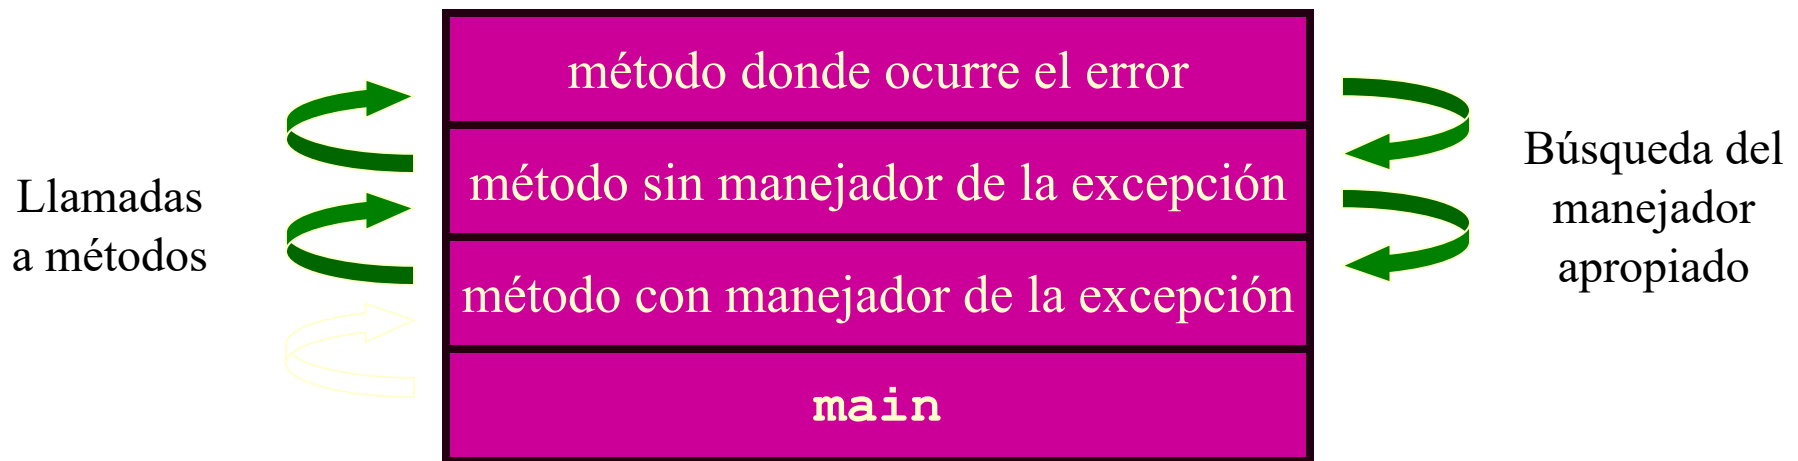 método donde ocurre el error
método sin manejador de la excepción
método con manejador de la excepción
main
Llamadas
a métodos
Búsqueda del
manejador
apropiado